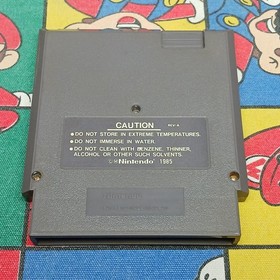 CAUTION REV-A
•DO NOT STORE IN EXTREME TEMPERATURES.
•DO NOT IMMERSE IN WATER.
•DO NOT CLEAN WITH BENZENE, THINNER,
ALCOHOL OR OTHER SUCH SOLVENTS.
©Nintendo 1985